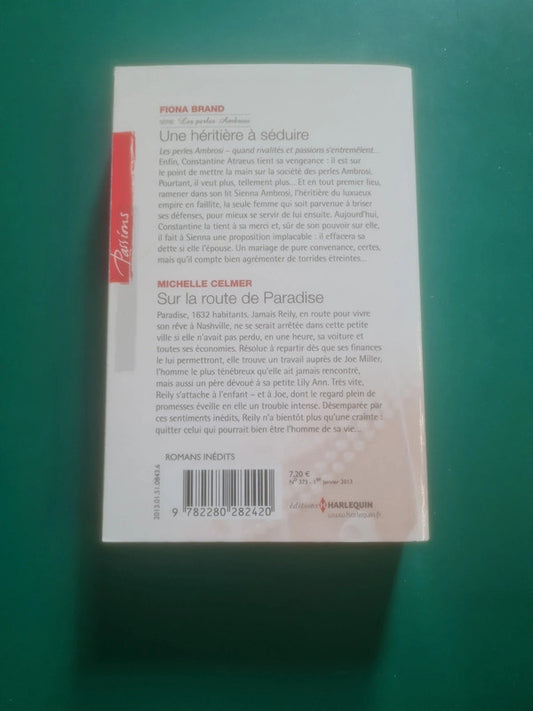 FIONA BRAND
SÉRIE Les perles Ambrosi
Une héritière à séduire
Les perles Ambrosi – quand rivalités et passions s'entremêlent...
Enfin, Constantine Atraeus tient sa vengeance : il est sur
le point de mettre la main sur la société des perles Ambrosi.
Pourtant, il veut plus, tellement plus... Et en tout premier lieu,
ramener dans son lit Sienna Ambrosi, l'héritière du luxueux
empire en faillite, la seule femme qui soit parvenue à briser
ses défenses, pour mieux se servir de lui ensuite. Aujourd'hui,
Constantine la tient à sa merci et, sûr de son pouvoir sur elle,
il fait à Sienna une proposition implacable : il effacera sa
dette si elle l'épouse. Un mariage de pure convenance, certes,
mais qu'il compte bien agrémenter de torrides étreintes...
Passions
MICHELLE CELMER
Sur la route de Paradise
Paradise, 1632 habitants. Jamais Reily, en route pour vivre
son rêve à Nashville, ne se serait arrêtée dans cette petite
ville si elle n'avait pas perdu, en une heure, sa voiture et
toutes ses économies. Résolue à repartir dès que ses finances
le lui permettront, elle trouve un travail auprès de Joe Miller,
l'homme le plus ténébreux qu'elle ait jamais rencontré,
mais aussi un père dévoué à sa petite Lily Ann. Très vite,
Reily s'attache à l'enfant – et à Joe, dont le regard plein de
promesses éveille en elle un trouble intense. Désemparée par
ces sentiments inédits, Reily n'a bientôt plus qu'une crainte :
quitter celui qui pourrait bien être l'homme de sa vie...
ROMANS INÉDITS
7,20 €
N° 373 - 1er janvier 2013
2013.01.51.0843.6
9 782280 282420
éditions HARLEQUIN
www.harlequin.fr